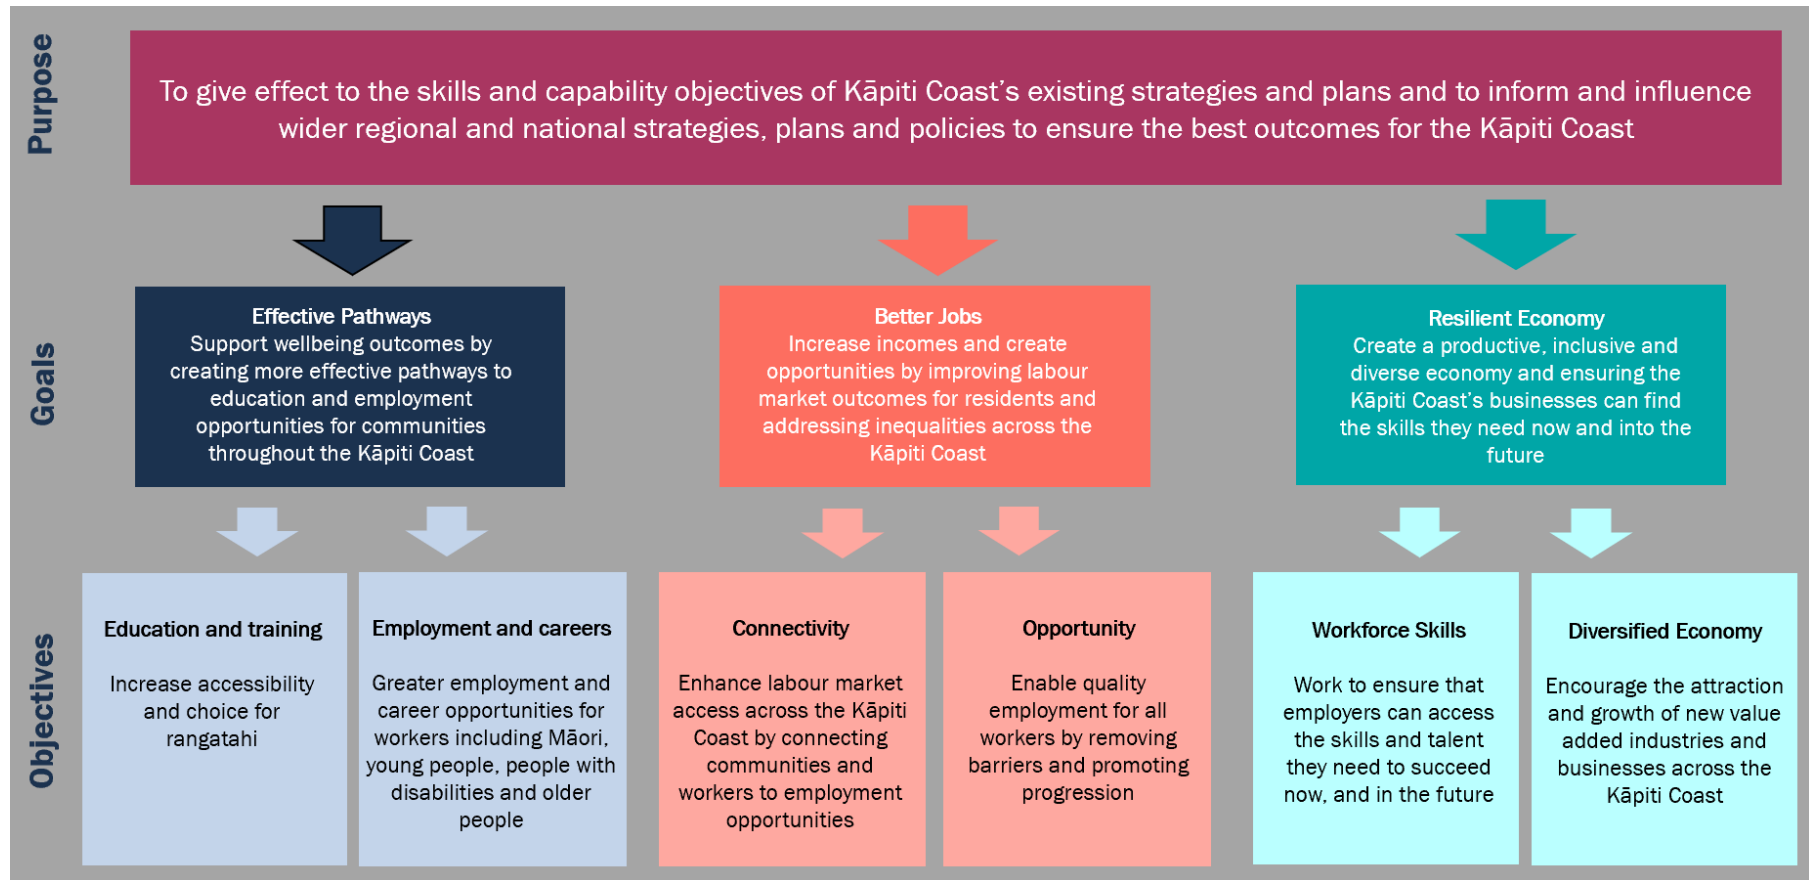 Purpose
To give effect to the skills and capability objectives of Kāpiti Coast’s existing strategies and plans and to inform and influence
wider regional and national strategies, plans and policies to ensure the best outcomes for the Kāpiti Coast
Goals
Effective Pathways
Support wellbeing outcomes by
creating more effective pathways to
education and employment
opportunities for communities
throughout the Kāpiti Coast
Better Jobs
Increase incomes and create
opportunities by improving labour
market outcomes for residents and
addressing inequalities across the
Kāpiti Coast
Resilient Economy
Create a productive, inclusive and
diverse economy and ensuring the
Kāpiti Coast’s businesses can find
the skills they need now and into the
future
Objectives
Education and training
Increase accessibility
and choice for
rangatahi
Employment and careers
Greater employment and
career opportunities for
workers including Māori,
young people, people with
disabilities and older
people
Connectivity
Enhance labour market
access across the Kāpiti
Coast by connecting
communities and
workers to employment
opportunities
Opportunity
Enable quality
employment for all
workers by removing
barriers and promoting
progression
Workforce Skills
Work to ensure that
employers can access
the skills and talent
they need to succeed
now, and in the future
Diversified Economy
Encourage the attraction
and growth of new value
added industries and
businesses across the
Kāpiti Coast